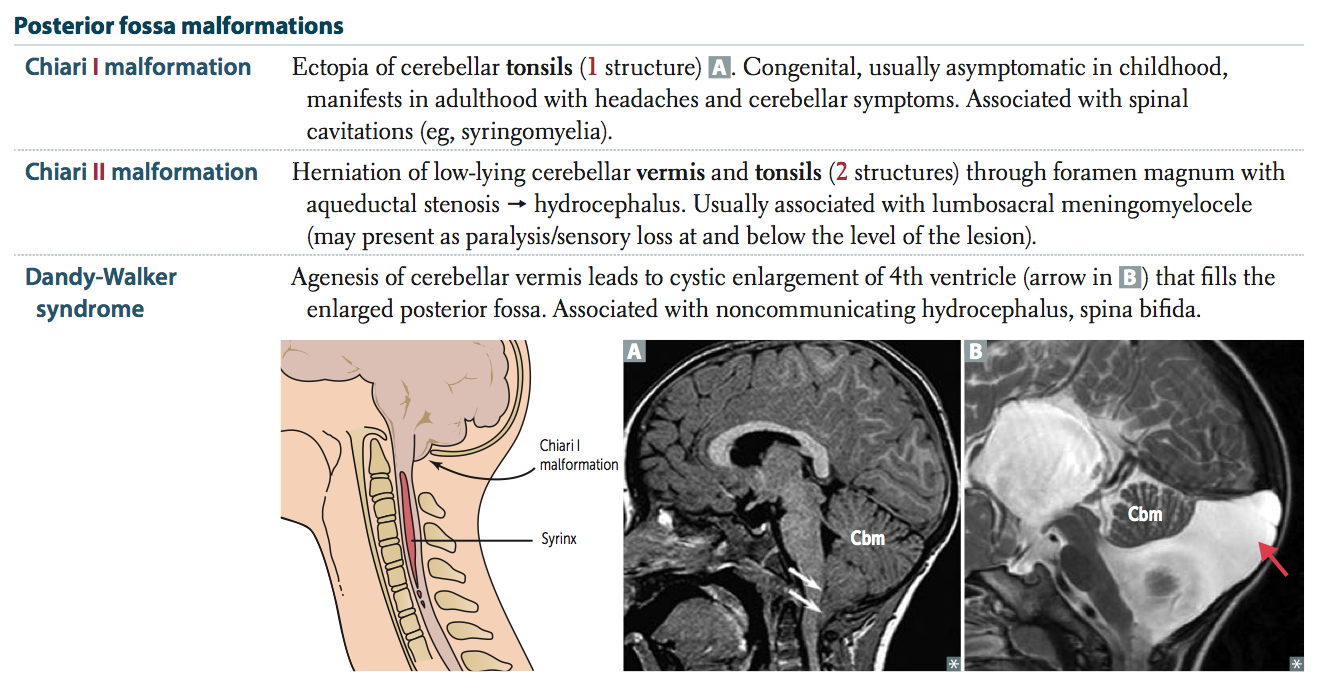 Posterior fossa malformations
Chiari I malformation
Ectopia of cerebellar tonsils (1 structure) A. Congenital, usually asymptomatic in childhood,
manifests in adulthood with headaches and cerebellar symptoms. Associated with spinal
cavitations (eg, syringomyelia).
Chiari II malformation
Herniation of low-lying cerebellar vermis and tonsils (2 structures) through foramen magnum with
aqueductal stenosis → hydrocephalus. Usually associated with lumbosacral meningomyelocele
(may present as paralysis/sensory loss at and below the level of the lesion).
Dandy-Walker
syndrome
Agenesis of cerebellar vermis leads to cystic enlargement of 4th ventricle (arrow in B) that fills the
enlarged posterior fossa. Associated with noncommunicating hydrocephalus, spina bifida.
Chiari I
malformation
Syrinx
A
Cbm
*
B
Cbm
*